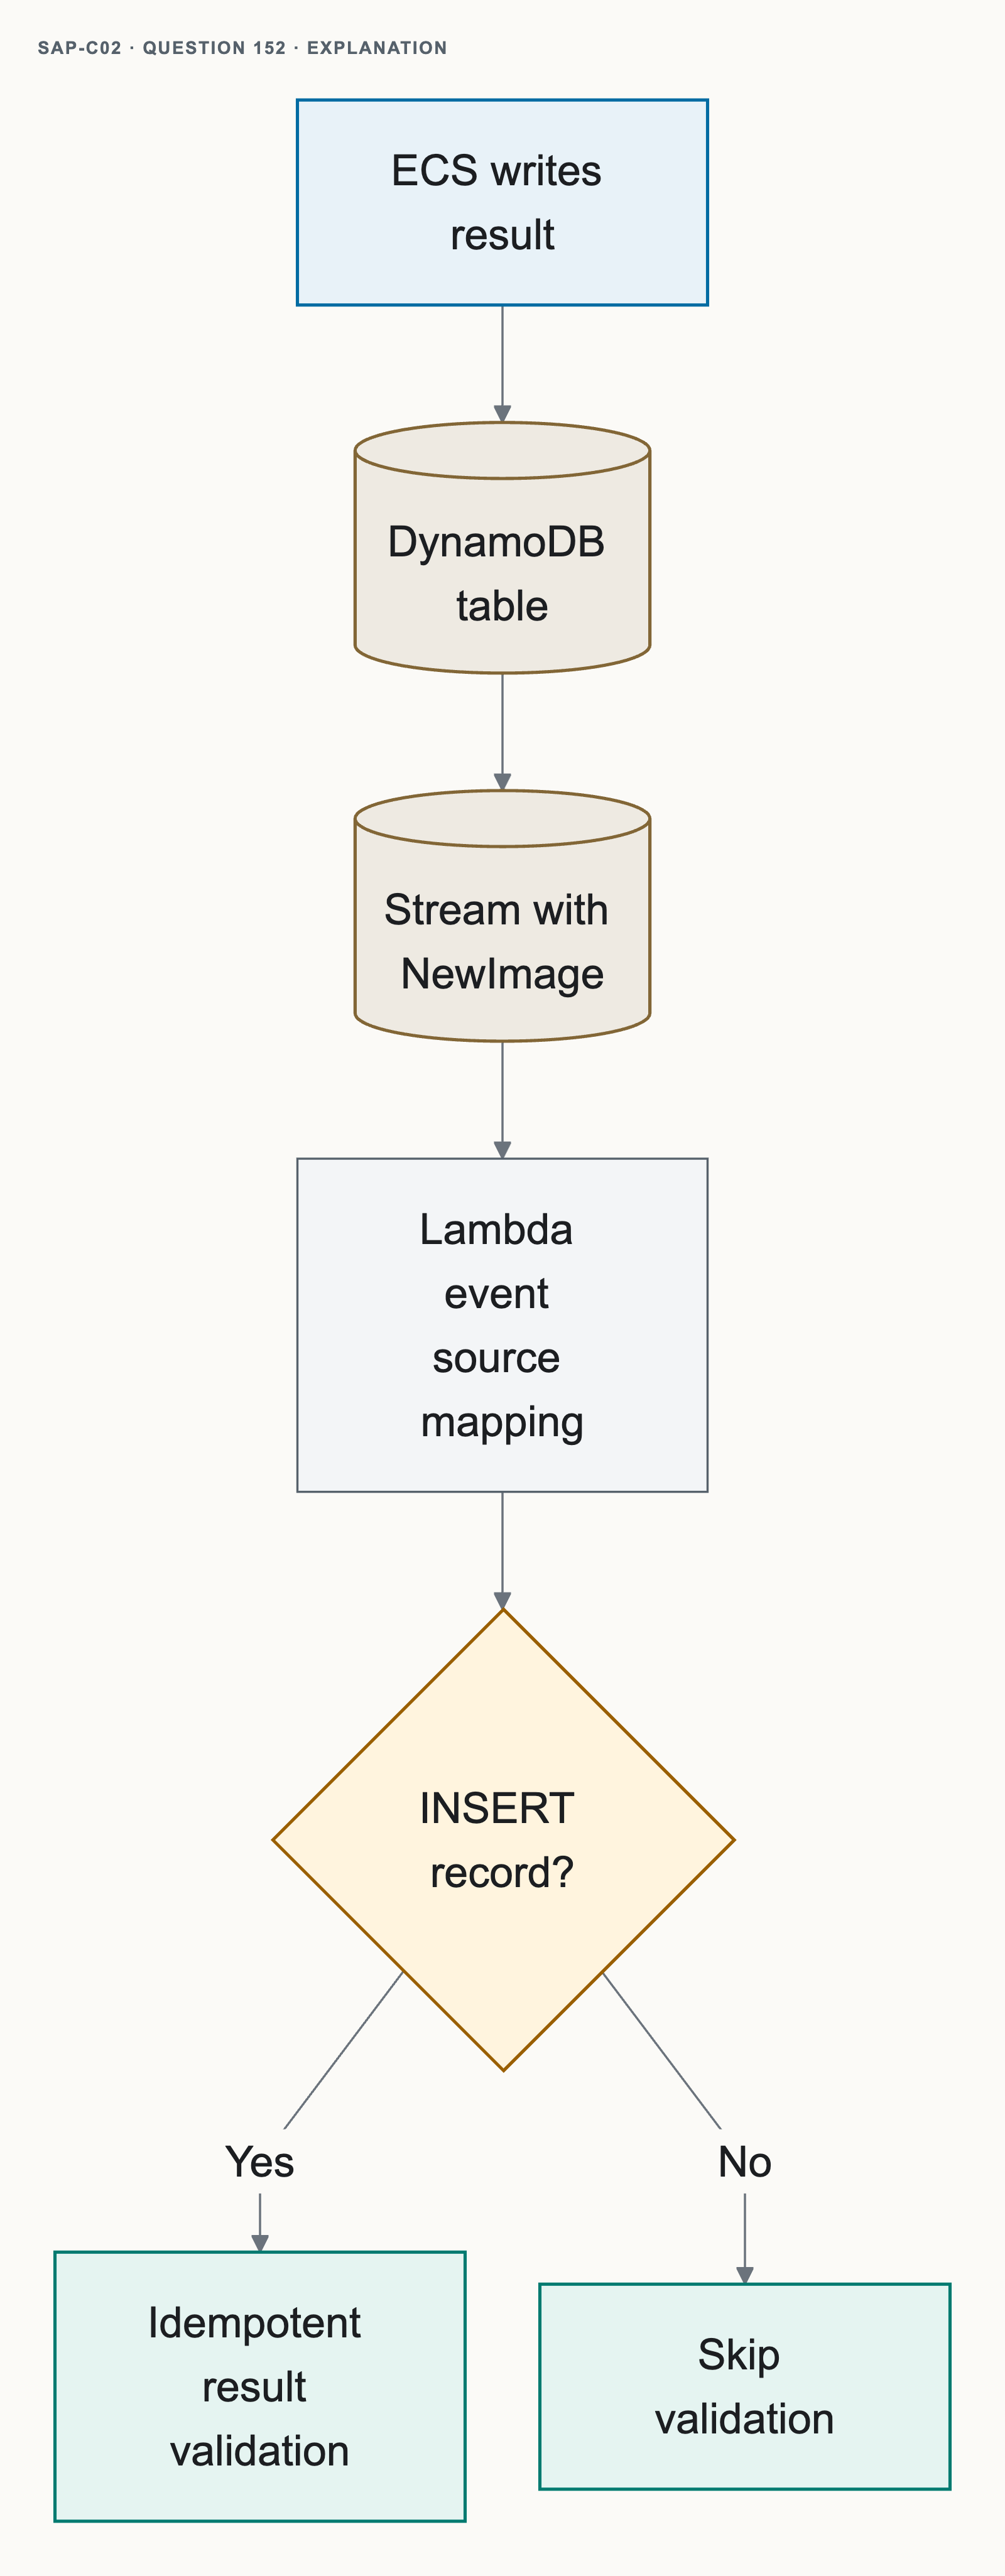 SAP-C02 · QUESTION 152 · EXPLANATION
ECS writes
result
DynamoDB
table
Stream with
NewImage
Lambda
event
source
mapping
INSERT
record?
Yes
No
Idempotent
result
validation
Skip
validation